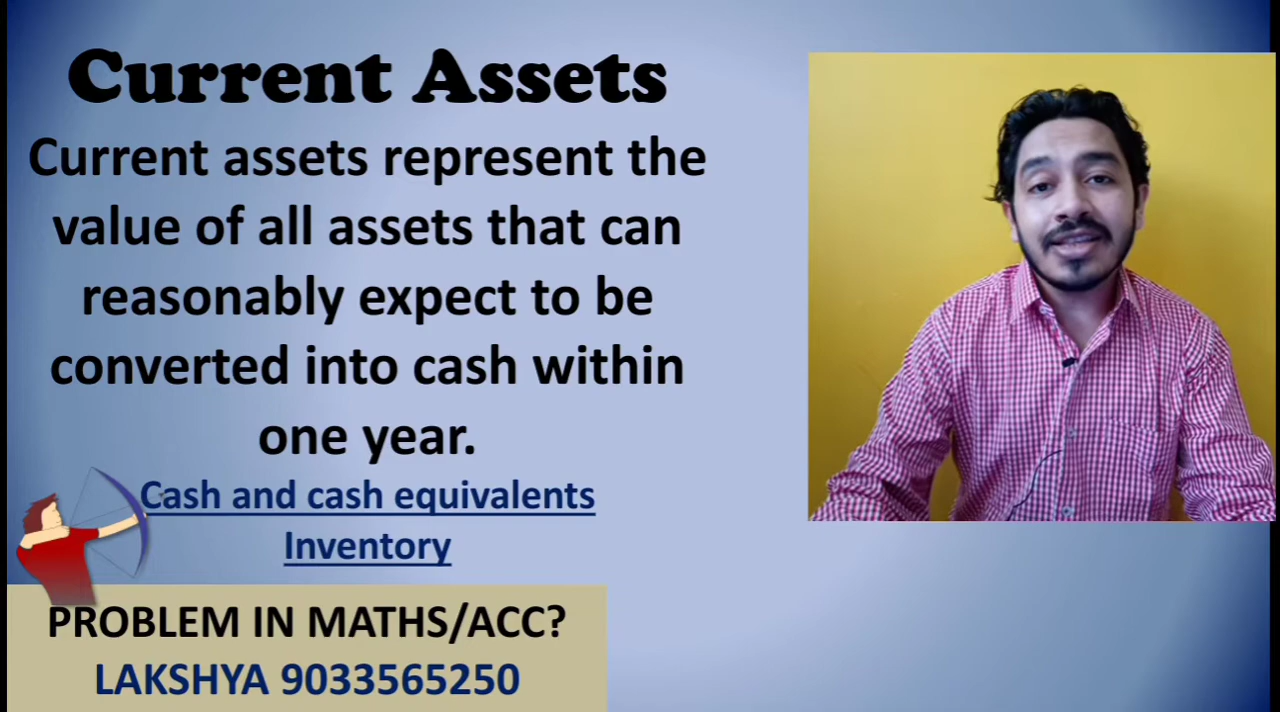 Current Assets
Current assets represent the
value of all assets that can
reasonably expect to be
converted into cash within
one year.
Cash and cash equivalents
Inventory
PROBLEM IN MATHS/ACC?
LAKSHYA 9033565250